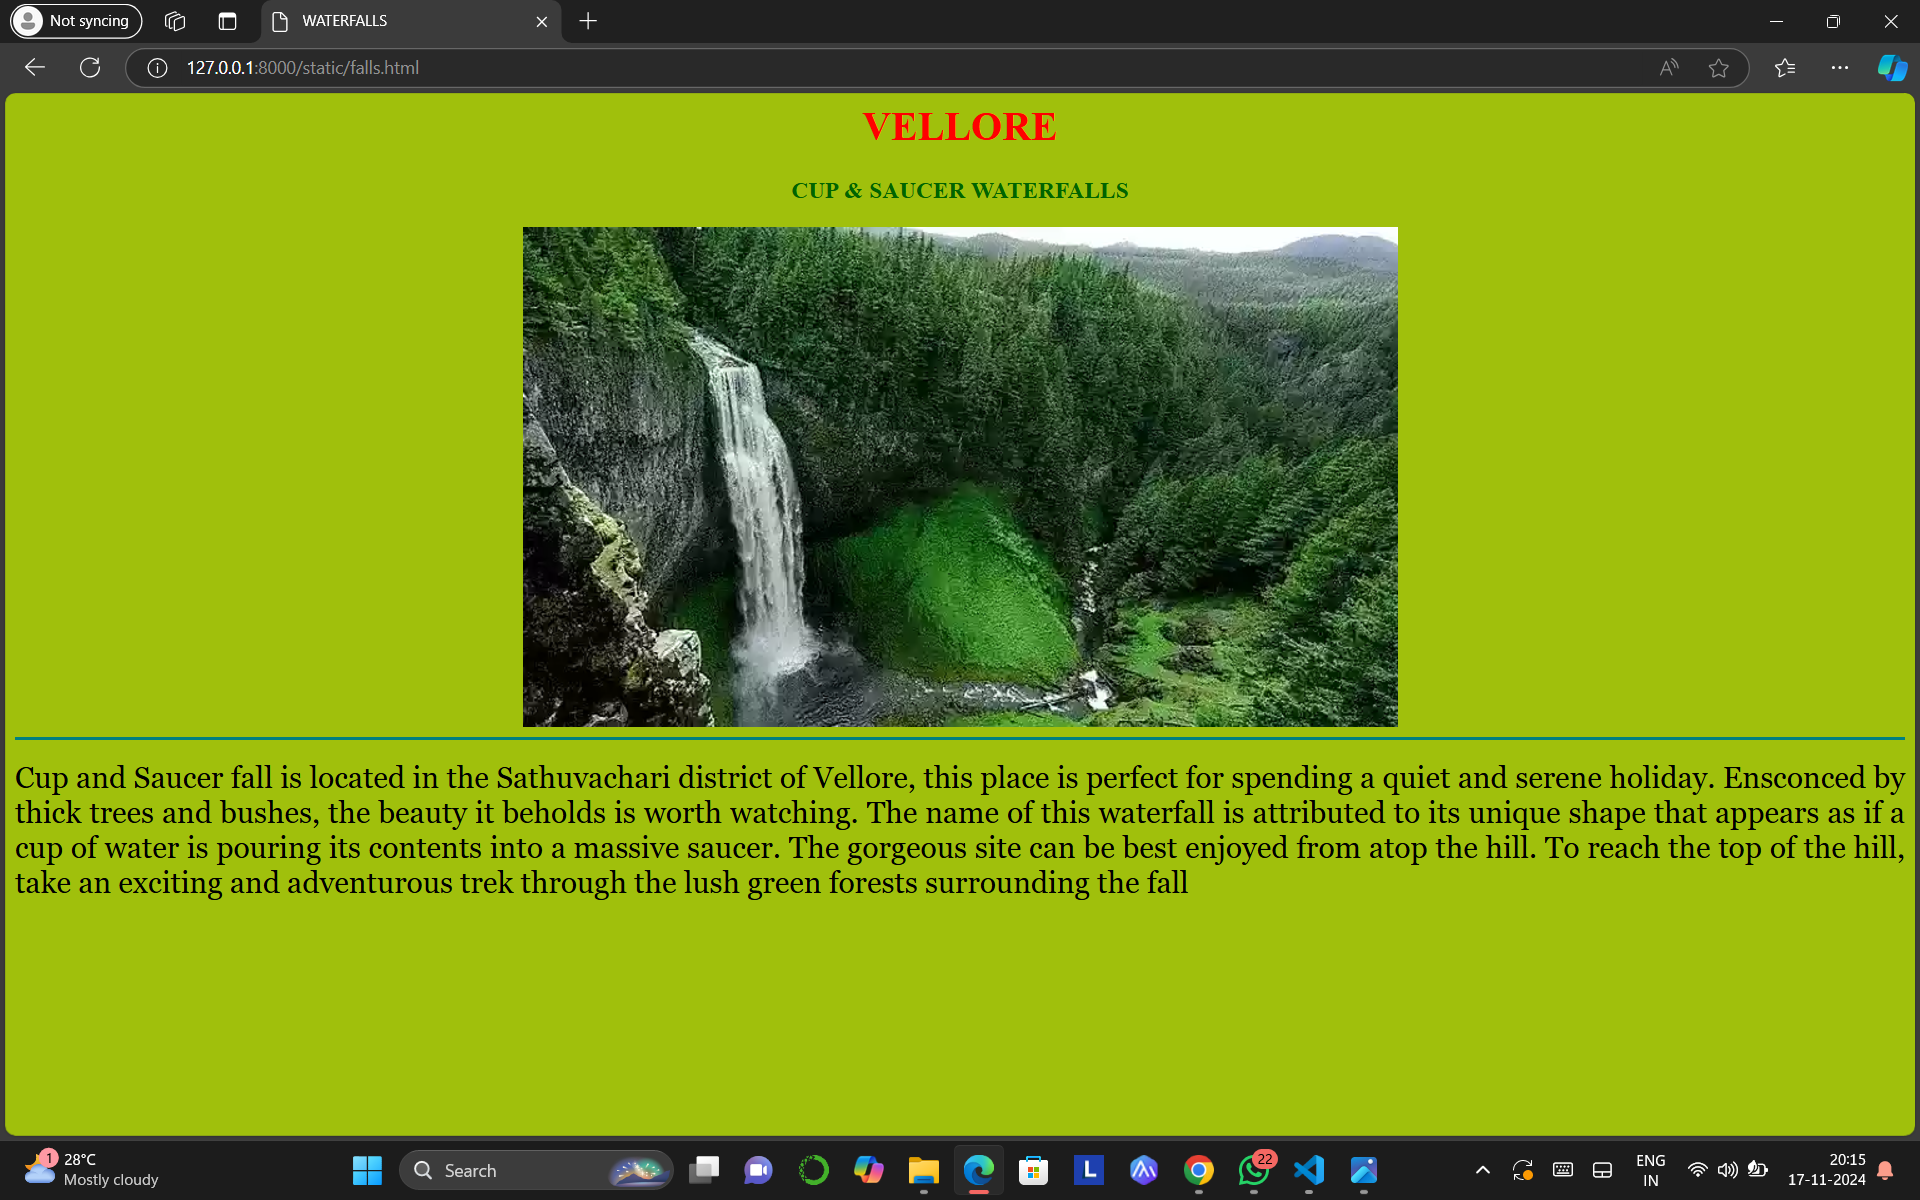 Not syncing
WATERFALLS
127.0.0.1:8000/static/falls.html
VELLORE
CUP & SAUCER WATERFALLS
Cup and Saucer fall is located in the Sathuvachari district of Vellore, this place is perfect for spending a quiet and serene holiday. Ensconced by
thick trees and bushes, the beauty it beholds is worth watching. The name of this waterfall is attributed to its unique shape that appears as if a
cup of water is pouring its contents into a massive saucer. The gorgeous site can be best enjoyed from atop the hill. To reach the top of the hill,
take an exciting and adventurous trek through the lush green forests surrounding the fall
1
28°C
Mostly cloudy
Search
L
22
ENG
IN
20:15
17-11-2024